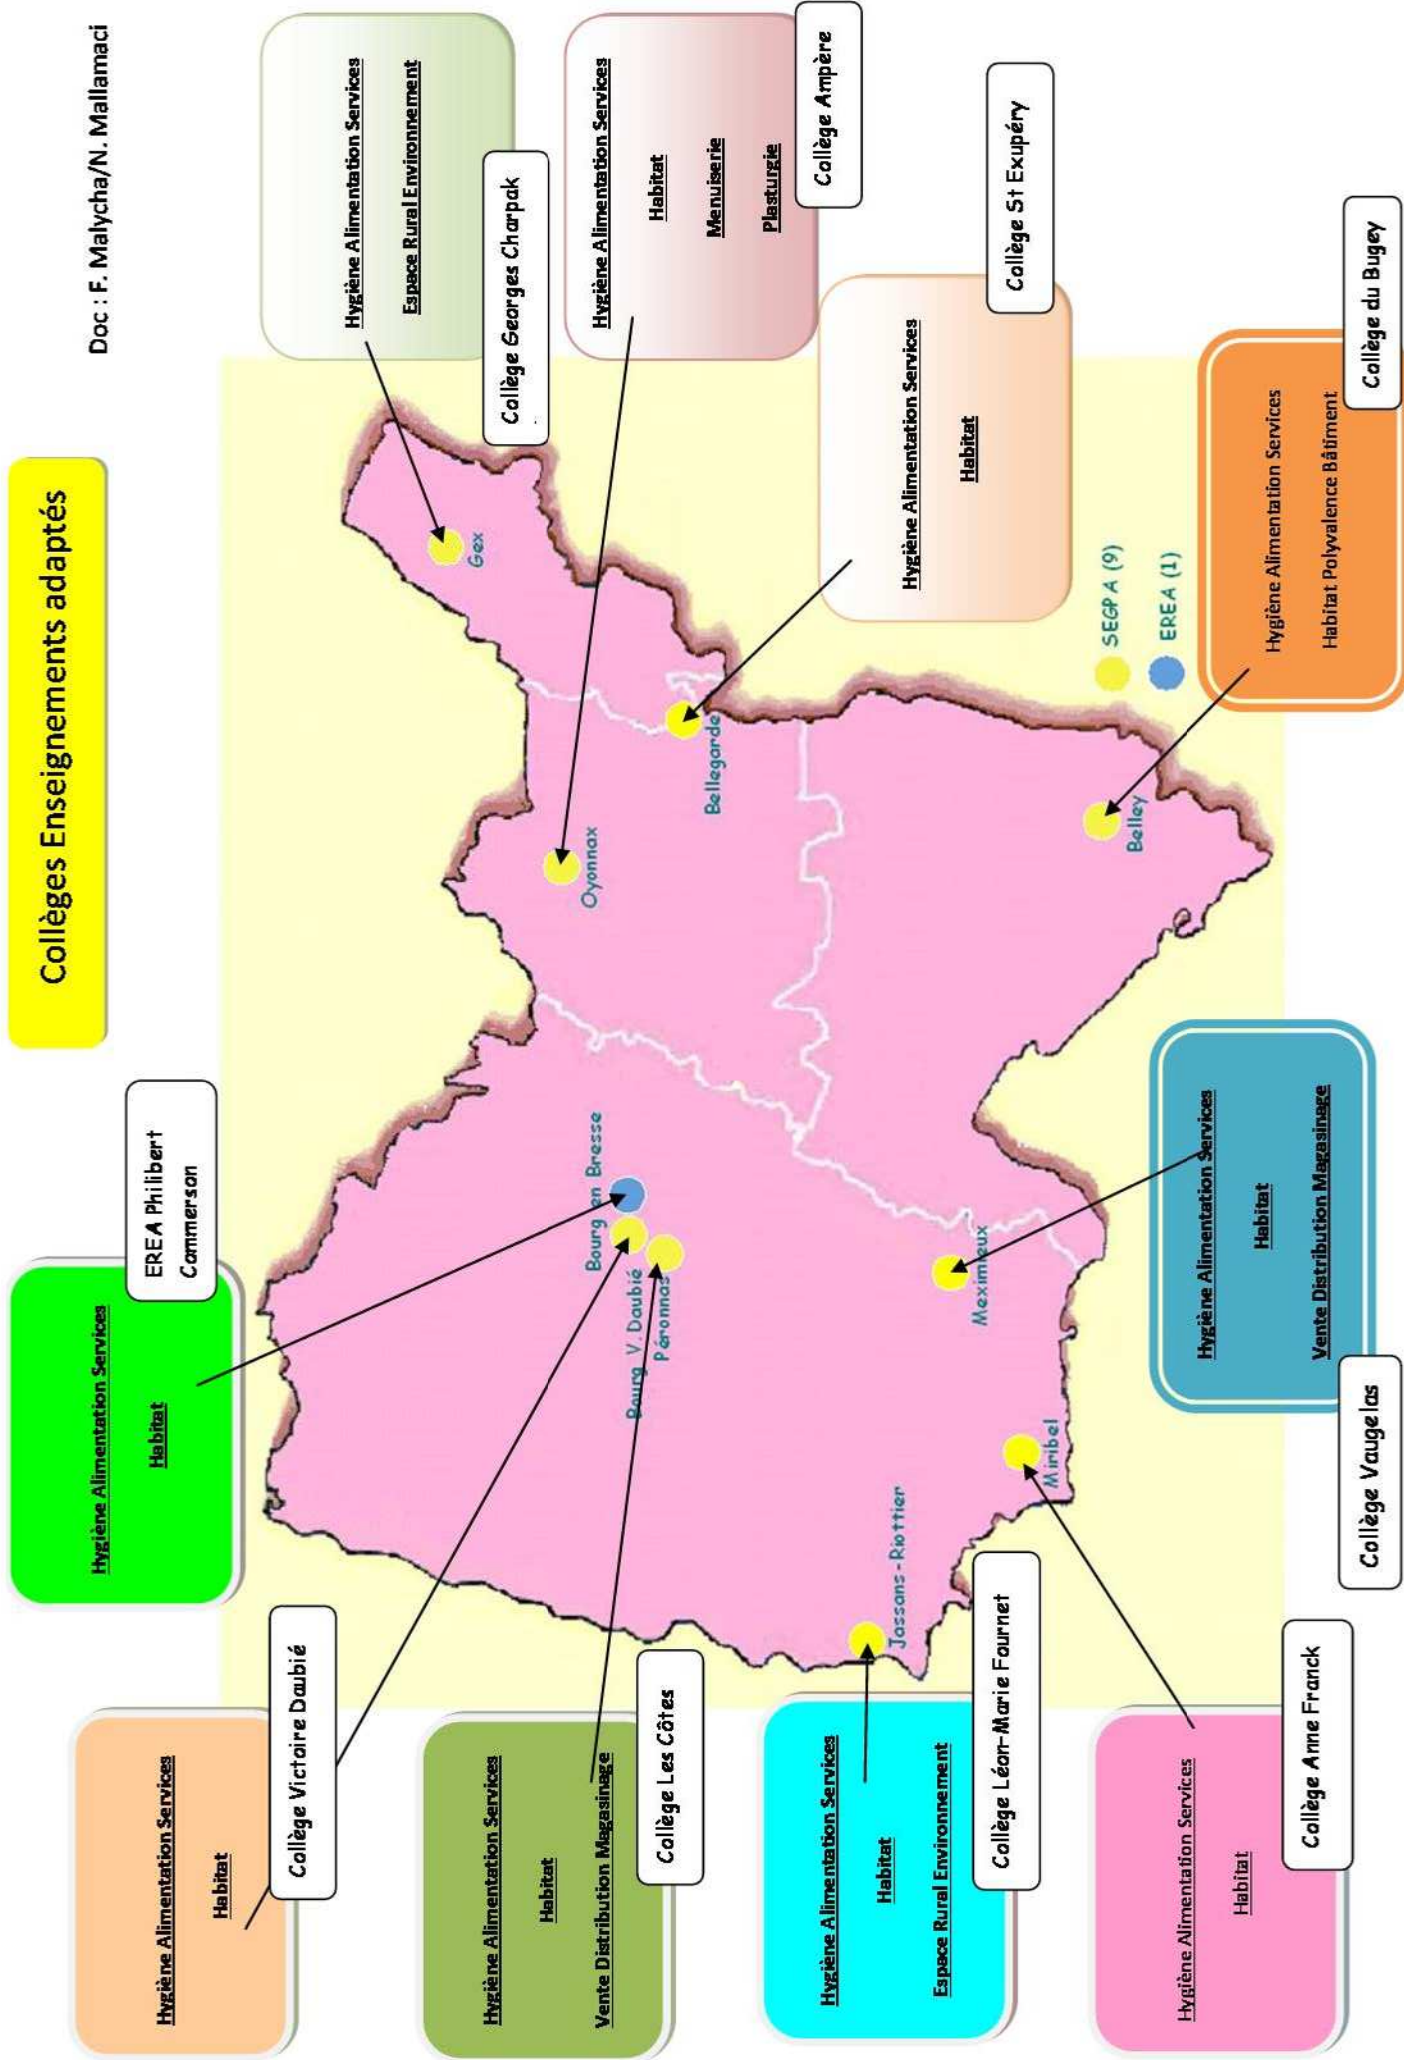 Collèges Enseignements adaptés
Doc : F. Malycha/N. Mallamaci
Hygiène Alimentation Services
Habitat
EREA Philibert
Commerson
Hygiène Alimentation Services
Habitat
Collège Victoire Daubié
Hygiène Alimentation Services
Habitat
Vente Distribution Magasinage
Collège Les Côtes
Hygiène Alimentation Services
Habitat
Espace Rural Environnement
Collège Léon-Marie Fournet
Hygiène Alimentation Services
Habitat
Collège Anne Franck
Hygiène Alimentation Services
Habitat
Vente Distribution Magasinage
Collège Vaugelas
Hygiène Alimentation Services
Espace Rural Environnement
Collège Georges Charpak
.
Hygiène Alimentation Services
Habitat
Menuiserie
Plasturgie
Collège Ampère
Hygiène Alimentation Services
Habitat
Collège St Exupéry
Hygiène Alimentation Services
Habitat Polyvalence Bâtiment
Collège du Bugey
Gex
Oyonnax
Bourg en Bresse
Bourg V. Daubié
Péronnas
Bellegarde
Jassans-Riottier
Meximieux
Miribel
Belley
SEGPA (9)
EREA (1)